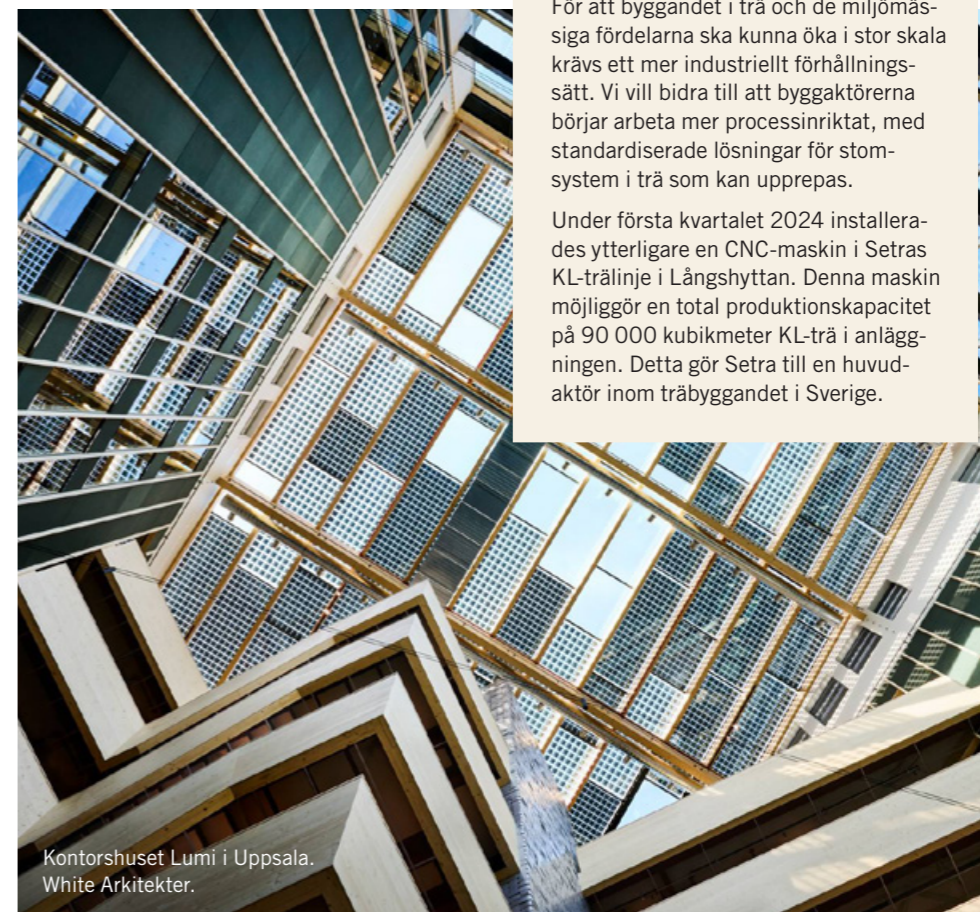 För att byggandet i trä och de miljömäs-
siga fördelarna ska kunna öka i stor skala
krävs ett mer industriellt förhållnings-
sätt. Vi vill bidra till att byggaktörerna
börjar arbeta mer processinriktat, med
standardiserade lösningar för stom-
system i trä som kan upprepas.
Under första kvartalet 2024 installera-
des ytterligare en CNC-maskin i Setras
KL-trälinje i Långshyttan. Denna maskin
möjliggör en total produktionskapacitet
på 90 000 kubikmeter KL-trä i anlägg-
ningen. Detta gör Setra till en huvud-
aktör inom träbyggandet i Sverige.
Kontorshuset Lumi i Uppsala.
White Arkitekter.